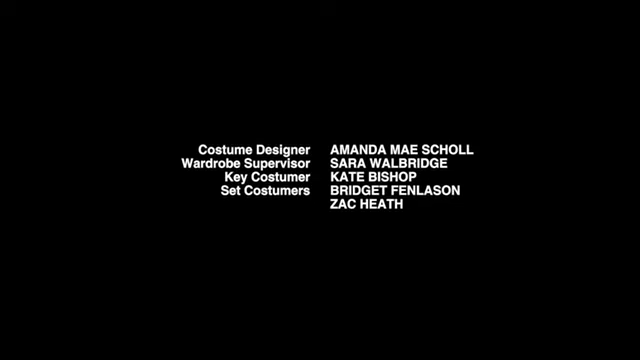 Costume Designer AMANDA MAE SCHOLL
Wardrobe Supervisor SARA WALBRIDGE
Key Costumer KATE BISHOP
Set Costumers BRIDGET FENLASON
ZAC HEATH